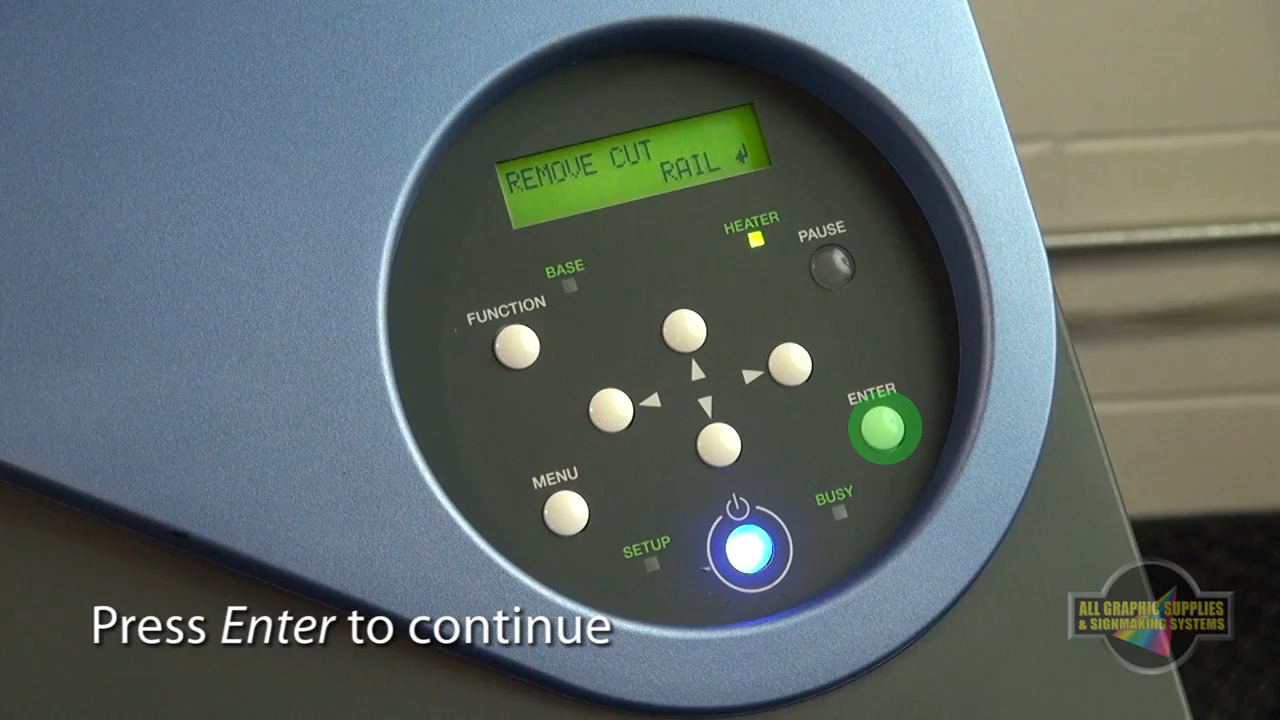 REMOVE CUT
RAIL ↵
HEATER
PAUSE
BASE
FUNCTION
ENTER
MENU
BUSY
SETUP
Press Enter to continue
ALL GRAPHIC SUPPLIES
& SIGNMAKING SYSTEMS